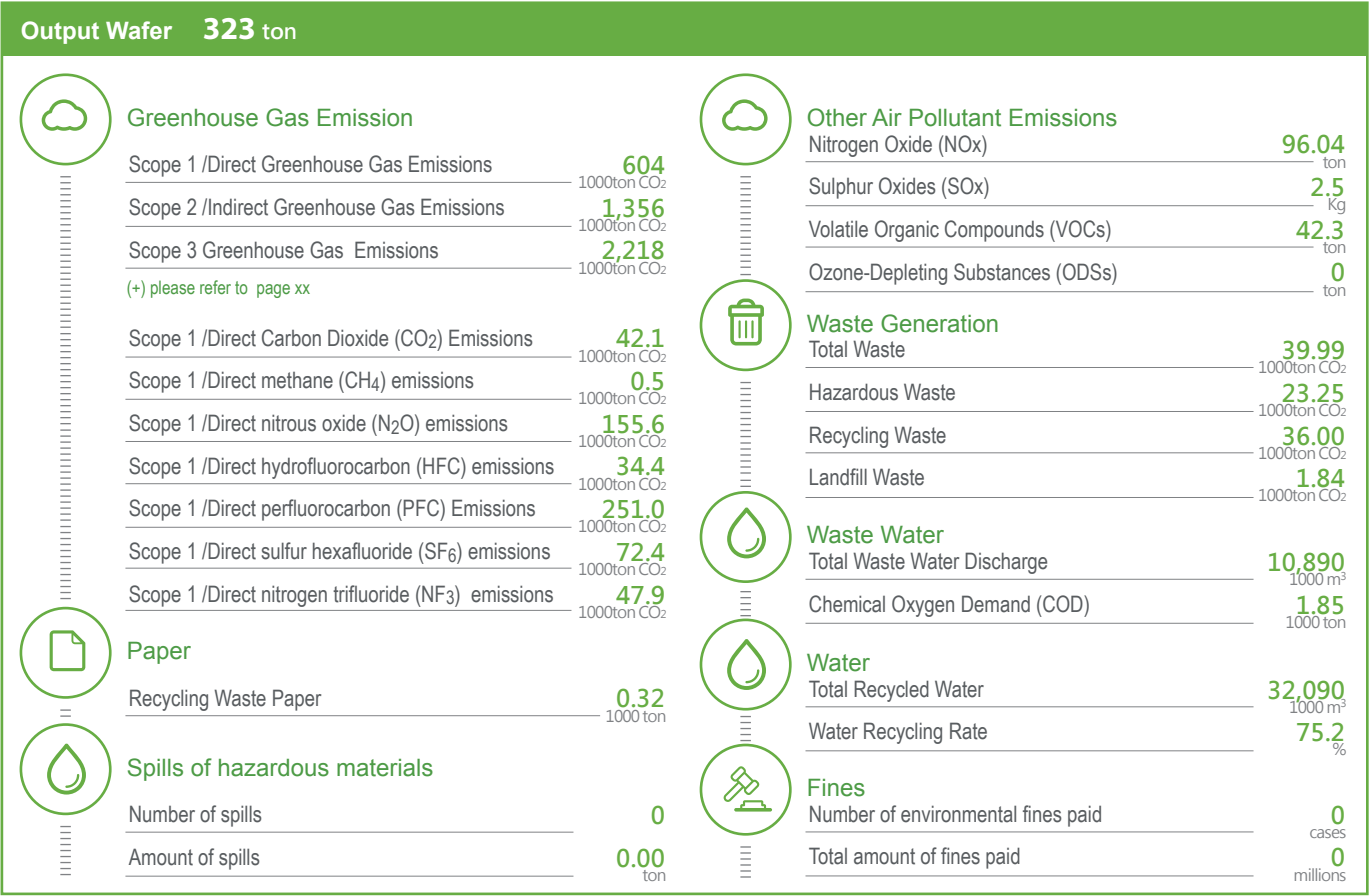 Output Wafer 323 ton
Greenhouse Gas Emission
Scope 1 /Direct Greenhouse Gas Emissions 604
1000ton CO2
Scope 2 /Indirect Greenhouse Gas Emissions 1,356
1000ton CO2
Scope 3 Greenhouse Gas Emissions 2,218
1000ton CO2
(+) please refer to page xx
Scope 1 /Direct Carbon Dioxide (CO2) Emissions 42.1
1000ton CO2
Scope 1 /Direct methane (CH4) emissions 0.5
1000ton CO2
Scope 1 /Direct nitrous oxide (N2O) emissions 155.6
1000ton CO2
Scope 1 /Direct hydrofluorocarbon (HFC) emissions 34.4
1000ton CO2
Scope 1 /Direct perfluorocarbon (PFC) Emissions 251.0
1000ton CO2
Scope 1 /Direct sulfur hexafluoride (SF6) emissions 72.4
1000ton CO2
Scope 1 /Direct nitrogen trifluoride (NF3) emissions 47.9
1000ton CO2
Paper
Recycling Waste Paper 0.32
1000 ton
Spills of hazardous materials
Number of spills 0
Amount of spills 0.00
ton
Other Air Pollutant Emissions
Nitrogen Oxide (NOx) 96.04
ton
Sulphur Oxides (SOx) 2.5
Kg
Volatile Organic Compounds (VOCs) 42.3
ton
Ozone-Depleting Substances (ODSs) 0
ton
Waste Generation
Total Waste 39.99
1000ton CO2
Hazardous Waste 23.25
1000ton CO2
Recycling Waste 36.00
1000ton CO2
Landfill Waste 1.84
1000ton CO2
Waste Water
Total Waste Water Discharge 10,890
1000 m³
Chemical Oxygen Demand (COD) 1.85
1000 ton
Water
Total Recycled Water 32,090
1000 m³
Water Recycling Rate 75.2
%
Fines
Number of environmental fines paid 0
cases
Total amount of fines paid 0
millions